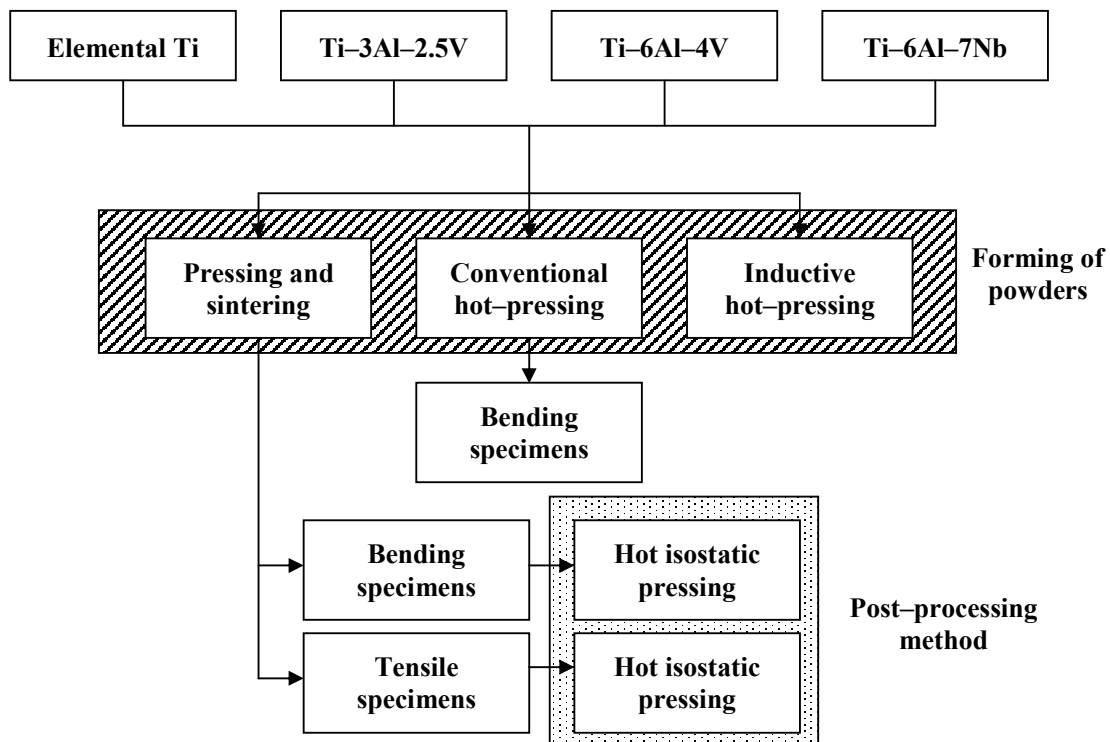 Elemental Ti
Ti–3Al–2.5V
Ti–6Al–4V
Ti–6Al–7Nb
Pressing and
sintering
Conventional
hot–pressing
Inductive
hot–pressing
Forming of
powders
Bending
specimens
Bending
specimens
Hot isostatic
pressing
Tensile
specimens
Hot isostatic
pressing
Post–processing
method